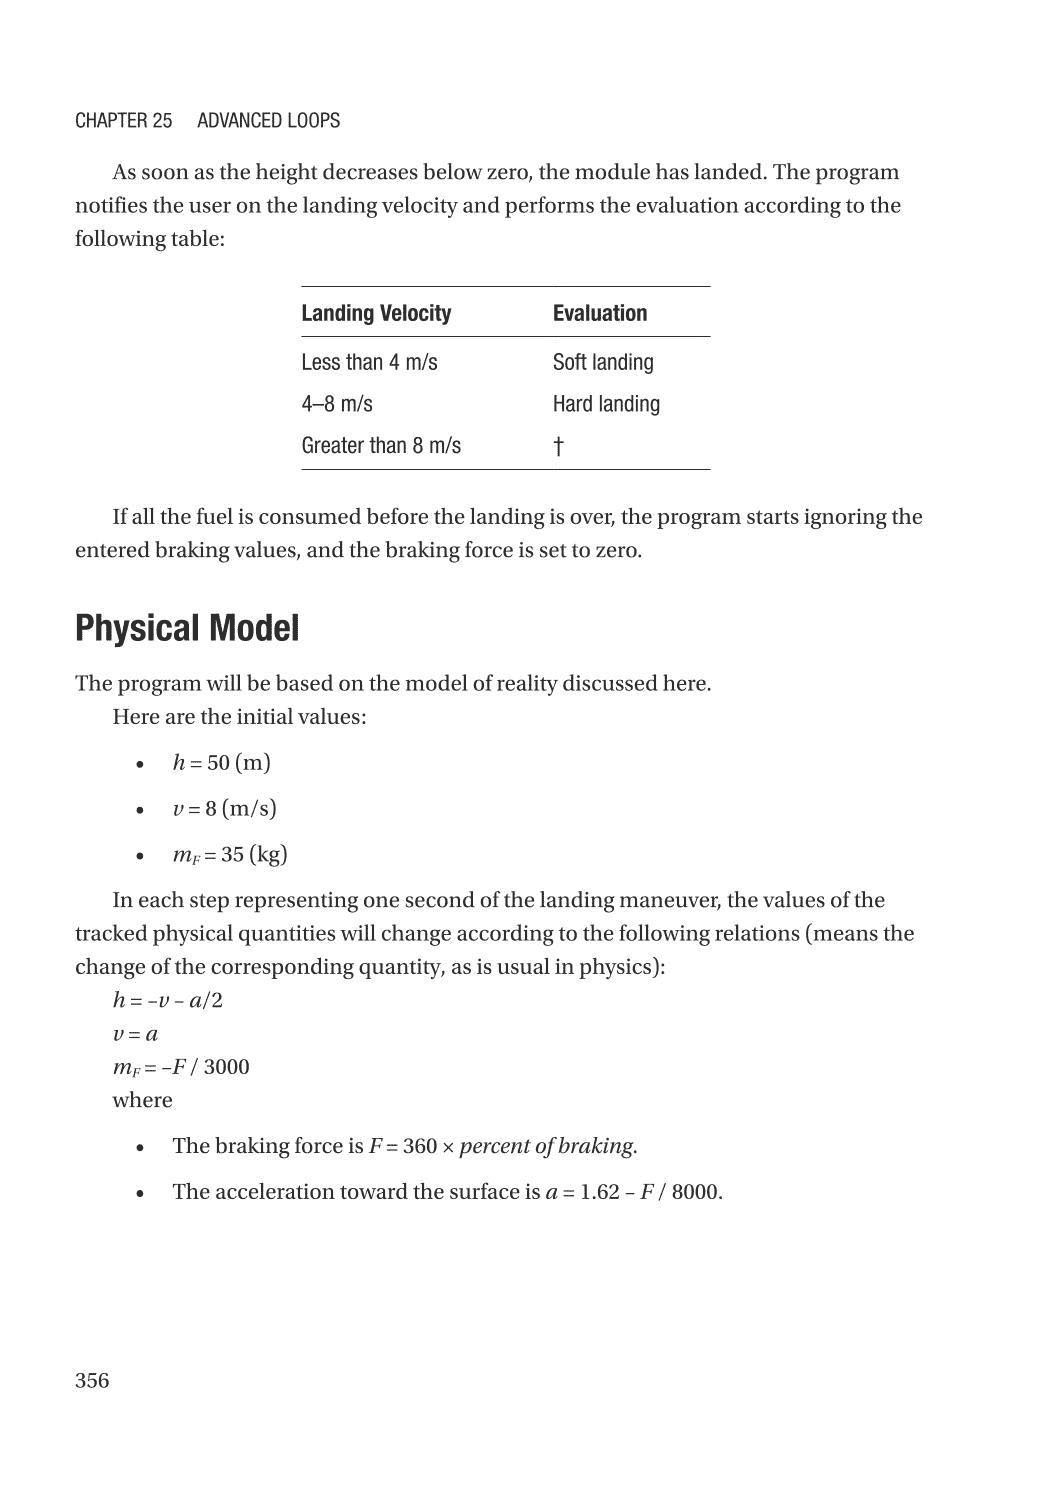 CHAPTER 25 ADVANCED LOOPS
As soon as the height decreases below zero, the module has landed. The program
notifies the user on the landing velocity and performs the evaluation according to the
following table:
Landing Velocity Evaluation
Less than 4 m/s Soft landing
4–8 m/s Hard landing
Greater than 8 m/s †
If all the fuel is consumed before the landing is over, the program starts ignoring the
entered braking values, and the braking force is set to zero.
Physical Model
The program will be based on the model of reality discussed here.
Here are the initial values:
• h = 50 (m)
• v = 8 (m/s)
• mF = 35 (kg)
In each step representing one second of the landing maneuver, the values of the
tracked physical quantities will change according to the following relations (means the
change of the corresponding quantity, as is usual in physics):
h = –v – a/2
v = a
mF = –F / 3000
where
• The braking force is F = 360 × percent of braking.
• The acceleration toward the surface is a = 1.62 – F / 8000.
356